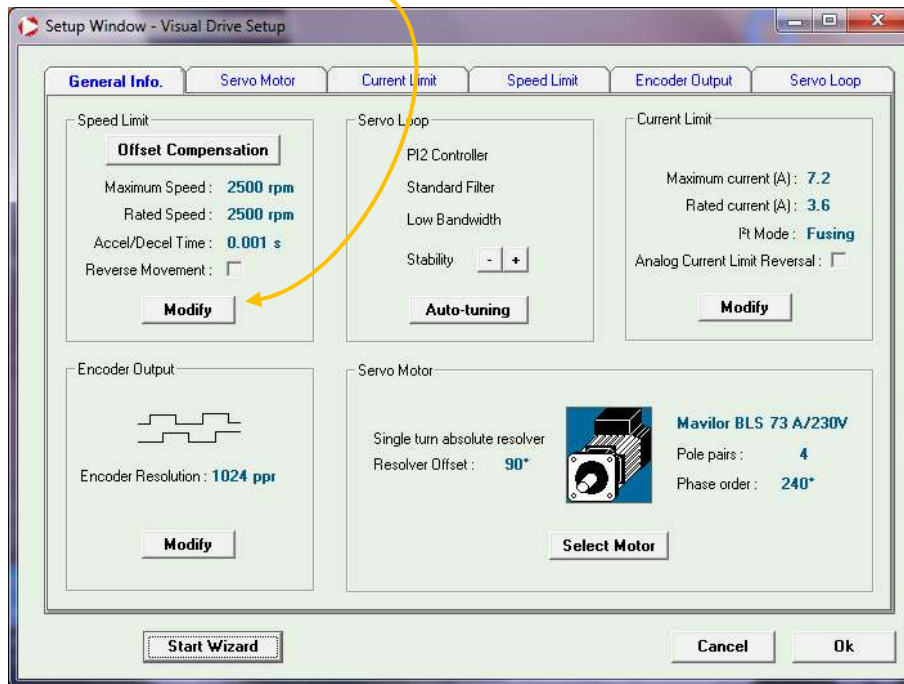 Setup Window - Visual Drive Setup
General Info.
Servo Motor
Current Limit
Speed Limit
Encoder Output
Servo Loop
Speed Limit
Offset Compensation
Maximum Speed : 2500 rpm
Rated Speed : 2500 rpm
Accel/Decel Time : 0.001 s
Reverse Movement :
Modify
Servo Loop
PI2 Controller
Standard Filter
Low Bandwidth
Stability - +
Auto-tuning
Current Limit
Maximum current (A) : 7.2
Rated current (A) : 3.6
I²t Mode : Fusing
Analog Current Limit Reversal :
Modify
Encoder Output
Encoder Resolution : 1024 ppr
Modify
Servo Motor
Single turn absolute resolver
Resolver Offset : 90°
Mavilor BLS 73 A/230V
Pole pairs : 4
Phase order : 240°
Select Motor
Start Wizard
Cancel
Ok